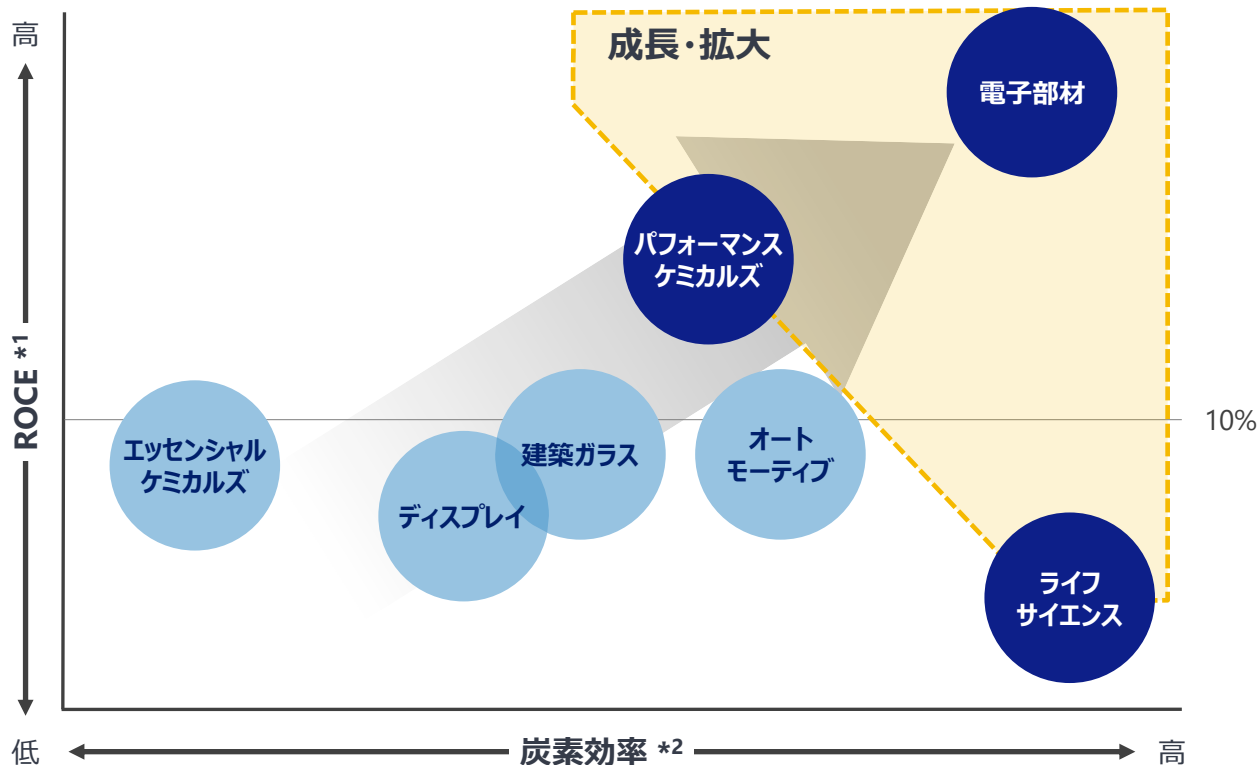 高
成長・拡大
電子部材
パフォーマンス
ケミカルズ
ROCE *1
10%
エッセンシャル
ケミカルズ
建築ガラス
オート
モーティブ
ディスプレイ
ライフ
サイエンス
低
炭素効率 *2
高